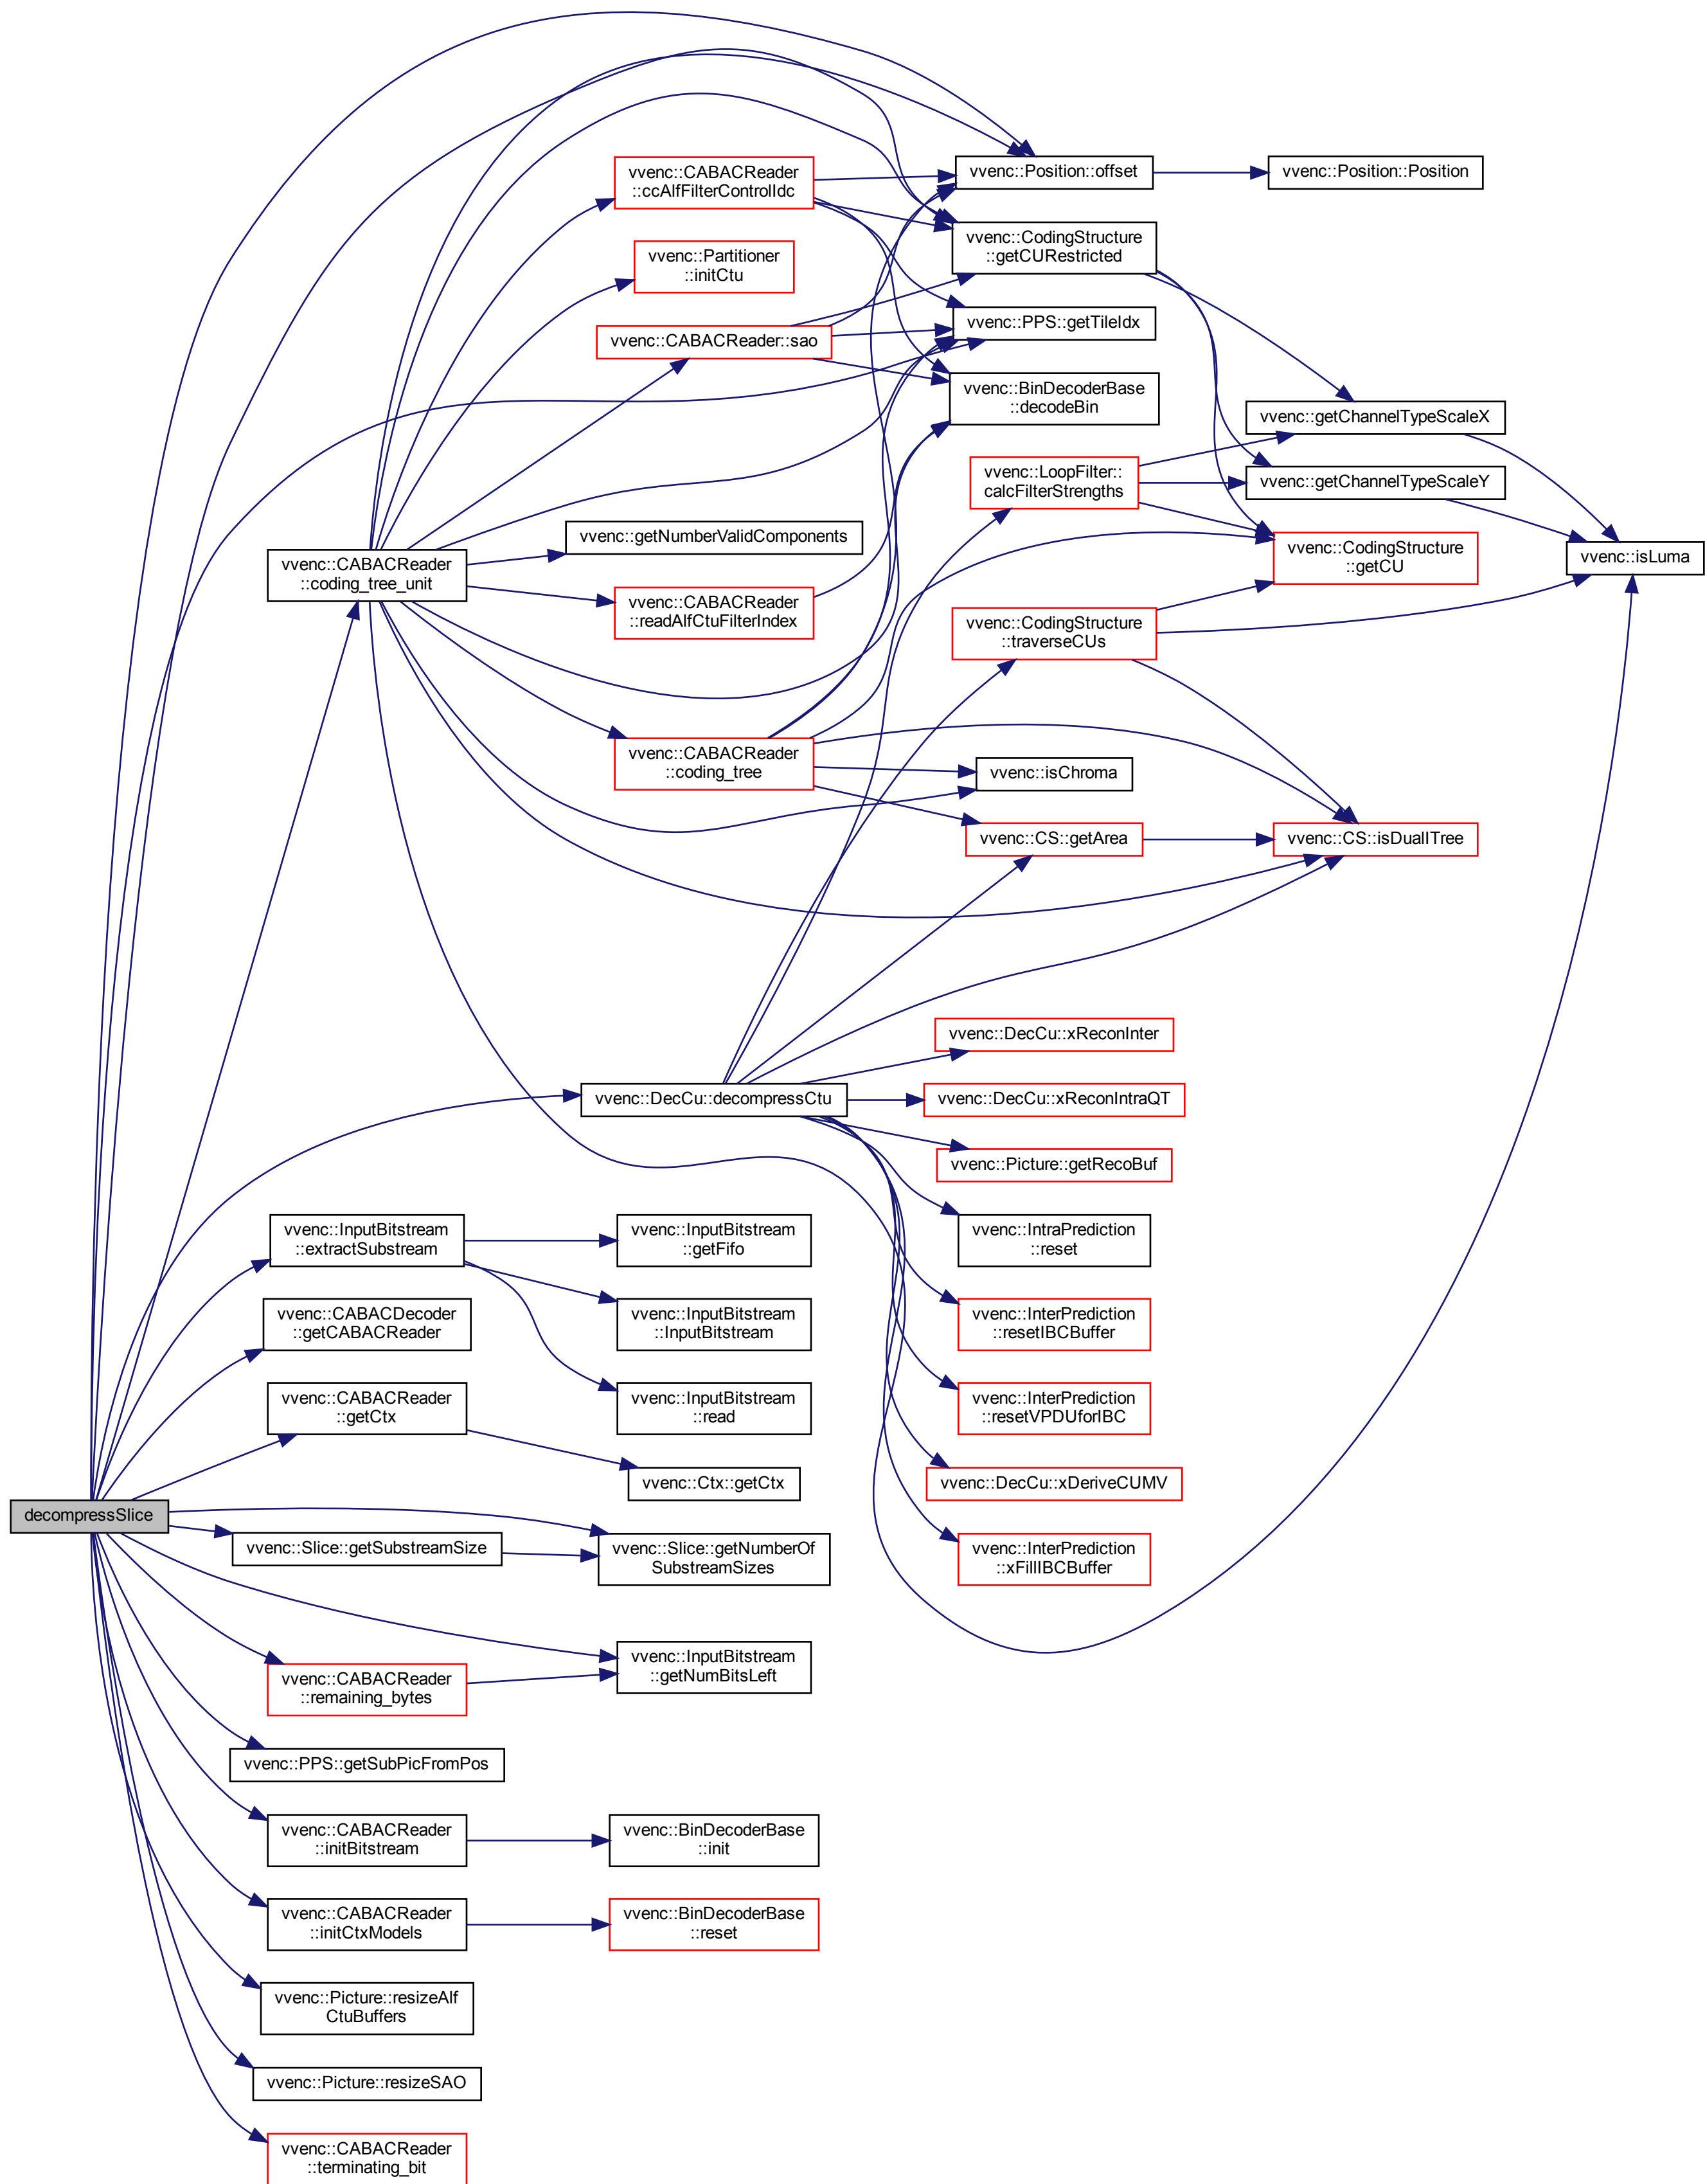 vvenc::CABACReader
::ccAlfFilterControlIdc
vvenc::Position::offset
vvenc::Position::Position
vvenc::CodingStructure
::getCURestricted
vvenc::Partitioner
::initCtu
vvenc::PPS::getTileIdx
vvenc::CABACReader::sao
vvenc::BinDecoderBase
::decodeBin
vvenc::getChannelTypeScaleX
vvenc::LoopFilter::
calcFilterStrengths
vvenc::getChannelTypeScaleY
vvenc::getNumberValidComponents
vvenc::CodingStructure
::getCU
vvenc::isLuma
vvenc::CABACReader
::coding_tree_unit
vvenc::CABACReader
::readAlfCtuFilterIndex
vvenc::CodingStructure
::traverseCUs
vvenc::CABACReader
::coding_tree
vvenc::isChroma
vvenc::CS::getArea
vvenc::CS::isDualITree
vvenc::DecCu::xReconInter
vvenc::DecCu::decompressCtu
vvenc::DecCu::xReconIntraQT
vvenc::Picture::getRecoBuf
vvenc::InputBitstream
::extractSubstream
vvenc::InputBitstream
::getFifo
vvenc::IntraPrediction
::reset
vvenc::CABACDecoder
::getCABACReader
vvenc::InputBitstream
::InputBitstream
vvenc::InterPrediction
::resetIBCBuffer
vvenc::CABACReader
::getCtx
vvenc::InputBitstream
::read
vvenc::InterPrediction
::resetVPDUforIBC
vvenc::Ctx::getCtx
vvenc::DecCu::xDeriveCUMV
decompressSlice
vvenc::Slice::getSubstreamSize
vvenc::Slice::getNumberOf
SubstreamSizes
vvenc::InterPrediction
::xFillIBCBuffer
vvenc::CABACReader
::remaining_bytes
vvenc::InputBitstream
::getNumBitsLeft
vvenc::PPS::getSubPicFromPos
vvenc::CABACReader
::initBitstream
vvenc::BinDecoderBase
::init
vvenc::CABACReader
::initCtxModels
vvenc::BinDecoderBase
::reset
vvenc::Picture::resizeAlf
CtuBuffers
vvenc::Picture::resizeSAO
vvenc::CABACReader
::terminating_bit